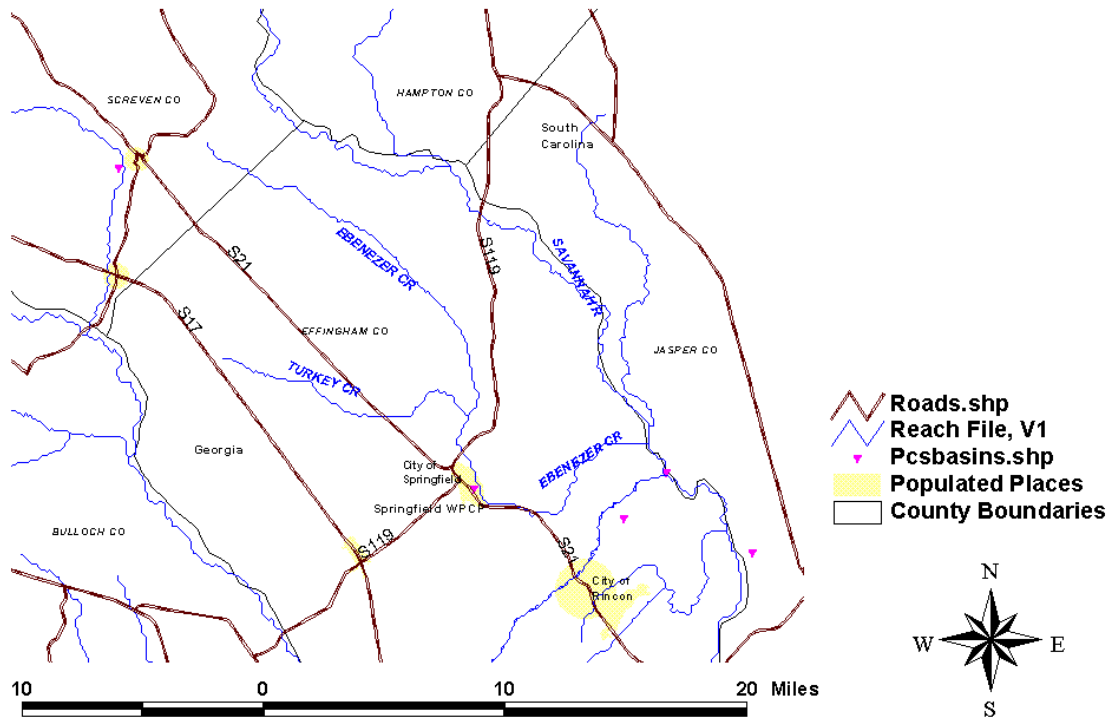 SCREVEN CO
HAMPTON CO
South
Carolina
EBENEZER CR
S21
S119
SAVANNAH R
S17
EFFINGHAM CO
JASPER CO
TURKEY CR
Georgia
City of
Springfield
EBENEZER CR
Springfield WPCP
BULLOCH CO
S119
S21
City of
Rincon
Roads.shp
Reach File, V1
Pcsbasins.shp
Populated Places
County Boundaries
N
W E
S
10 0 10 20 Miles